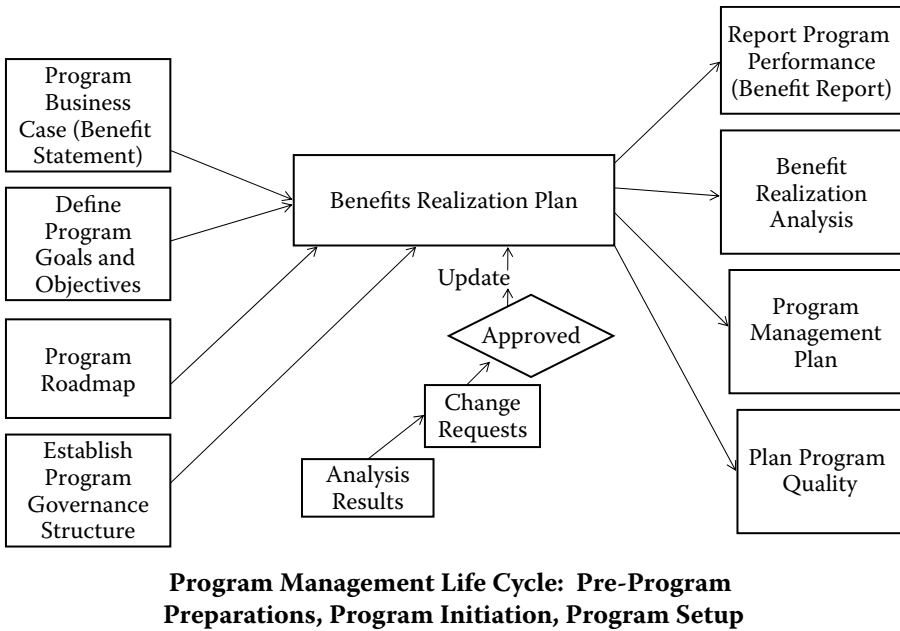 Program
Business
Case (Benefit
Statement)
Define
Program
Goals and
Objectives
Program
Roadmap
Establish
Program
Governance
Structure
Benefits Realization Plan
Update
Approved
Change
Requests
Analysis
Results
Report Program
Performance
(Benefit Report)
Benefit
Realization
Analysis
Program
Management
Plan
Plan Program
Quality
Program Management Life Cycle: Pre-Program
Preparations, Program Initiation, Program Setup